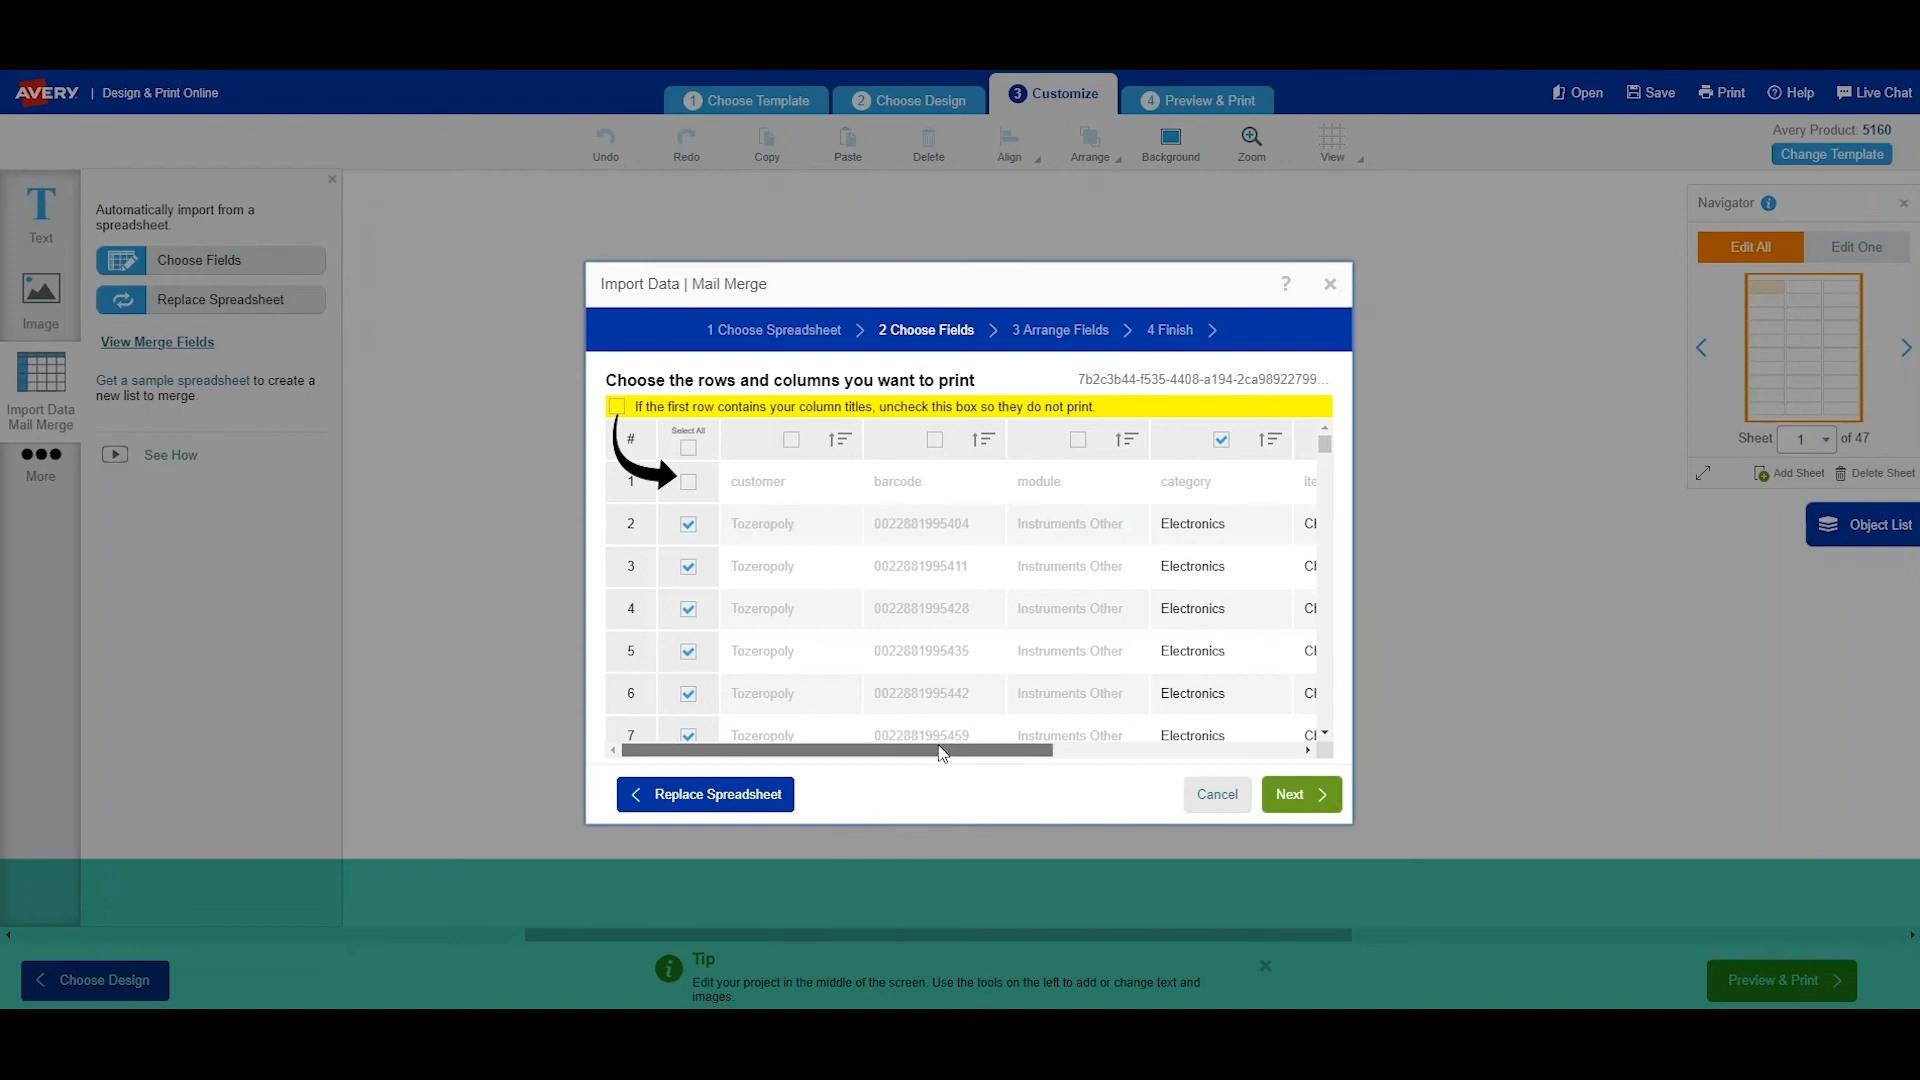 AVERY | Design & Print Online
1 Choose Template
2 Choose Design
3 Customize
4 Preview & Print
Open
Save
Print
Help
Live Chat
Undo
Redo
Copy
Paste
Delete
Align
Arrange
Background
Zoom
View
Avery Product: 5160
Change Template
Text
Image
Import Data
Mail Merge
More
Automatically import from a
spreadsheet.
Choose Fields
Replace Spreadsheet
View Merge Fields
Get a sample spreadsheet to create a
new list to merge.
See How
Import Data | Mail Merge
?
1 Choose Spreadsheet
2 Choose Fields
3 Arrange Fields
4 Finish
Choose the rows and columns you want to print
7b2c3b44-f535-4408-a194-2ca98922799...
If the first row contains your column titles, uncheck this box so they do not print.
# Select All
1 customer barcode module category ite
2 Tozeropoly 0022881995404 Instruments Other Electronics Cl
3 Tozeropoly 0022881995411 Instruments Other Electronics Cl
4 Tozeropoly 0022881995428 Instruments Other Electronics Cl
5 Tozeropoly 0022881995435 Instruments Other Electronics Cl
6 Tozeropoly 0022881995442 Instruments Other Electronics Cl
7 Tozeropoly 0022881995459 Instruments Other Electronics Cl
Replace Spreadsheet
Cancel
Next
Navigator
Edit All
Edit One
Sheet 1 of 47
Add Sheet
Delete Sheet
Object List
Choose Design
Tip
Edit your project in the middle of the screen. Use the tools on the left to add or change text and
images.
Preview & Print